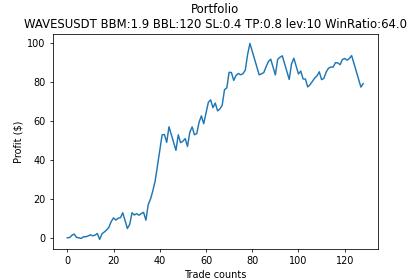 Portfolio
WAVESUSDT BBM:1.9 BBL:120 SL:0.4 TP:0.8 lev:10 WinRatio:64.0
100
80
60
40
20
0
Profit ($)
0 20 40 60 80 100 120
Trade counts